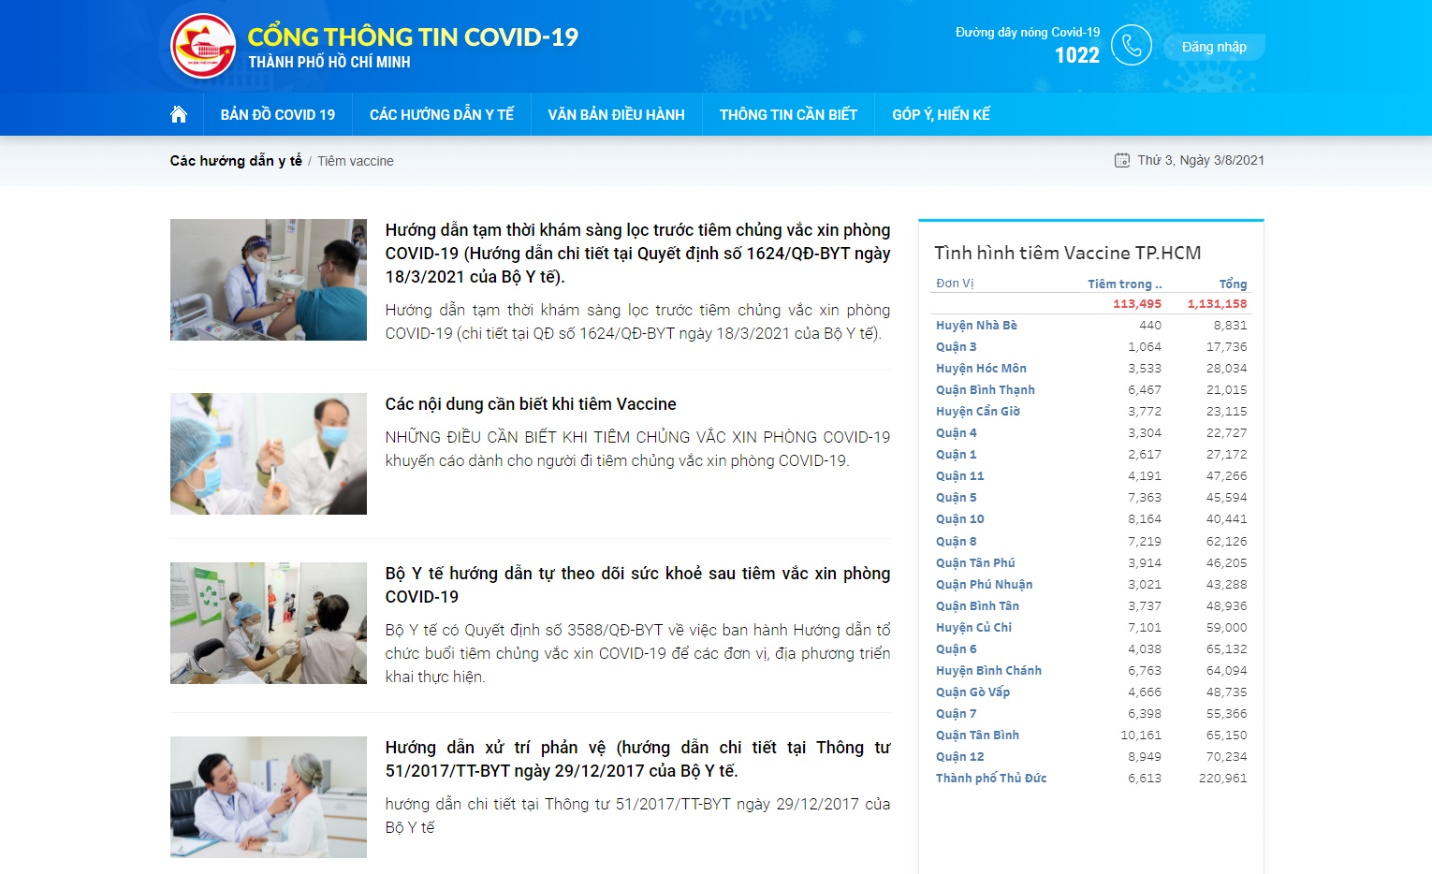 CỔNG THÔNG TIN COVID-19
THÀNH PHỐ HỒ CHÍ MINH
Đường dây nóng Covid-19
1022
Đăng nhập
BẢN ĐỒ COVID 19
CÁC HƯỚNG DẪN Y TẾ
VĂN BẢN ĐIỀU HÀNH
THÔNG TIN CẦN BIẾT
GÓP Ý, HIẾN KẾ
Các hướng dẫn y tế / Tiêm vaccine
Thứ 3, Ngày 3/8/2021
Hướng dẫn tạm thời khám sàng lọc trước tiêm chủng vắc xin phòng
COVID-19 (Hướng dẫn chi tiết tại Quyết định số 1624/QĐ-BYT ngày
18/3/2021 của Bộ Y tế).
Hướng dẫn tạm thời khám sàng lọc trước tiêm chủng vắc xin phòng
COVID-19 (chi tiết tại QĐ số 1624/QĐ-BYT ngày 18/3/2021 của Bộ Y tế).
Các nội dung cần biết khi tiêm Vaccine
NHỮNG ĐIỀU CẦN BIẾT KHI TIÊM CHỦNG VẮC XIN PHÒNG COVID-19
khuyến cáo dành cho người đi tiêm chủng vắc xin phòng COVID-19.
Bộ Y tế hướng dẫn tự theo dõi sức khoẻ sau tiêm vắc xin phòng
COVID-19
Bộ Y tế có Quyết định số 3588/QĐ-BYT về việc ban hành Hướng dẫn tổ
chức buổi tiêm chủng vắc xin COVID-19 để các đơn vị, địa phương triển
khai thực hiện.
Hướng dẫn xử trí phản vệ (hướng dẫn chi tiết tại Thông tư
51/2017/TT-BYT ngày 29/12/2017 của Bộ Y tế.
hướng dẫn chi tiết tại Thông tư 51/2017/TT-BYT ngày 29/12/2017 của
Bộ Y tế
Tình hình tiêm Vaccine TP.HCM
Đơn Vị Tiêm trong .. Tổng
113,495 1,131,158
Huyện Nhà Bè 440 8,831
Quận 3 1,064 17,736
Huyện Hóc Môn 3,533 28,034
Quận Bình Thạnh 6,467 21,015
Huyện Cần Giờ 3,772 23,115
Quận 4 3,304 22,727
Quận 1 2,617 27,172
Quận 11 4,191 47,266
Quận 5 7,363 45,594
Quận 10 8,164 40,441
Quận 8 7,219 62,126
Quận Tân Phú 3,914 46,205
Quận Phú Nhuận 3,021 43,288
Quận Bình Tân 3,737 48,936
Huyện Củ Chi 7,101 59,000
Quận 6 4,038 65,132
Huyện Bình Chánh 6,763 64,094
Quận Gò Vấp 4,666 48,735
Quận 7 6,398 55,366
Quận Tân Bình 10,161 65,150
Quận 12 8,949 70,234
Thành phố Thủ Đức 6,613 220,961